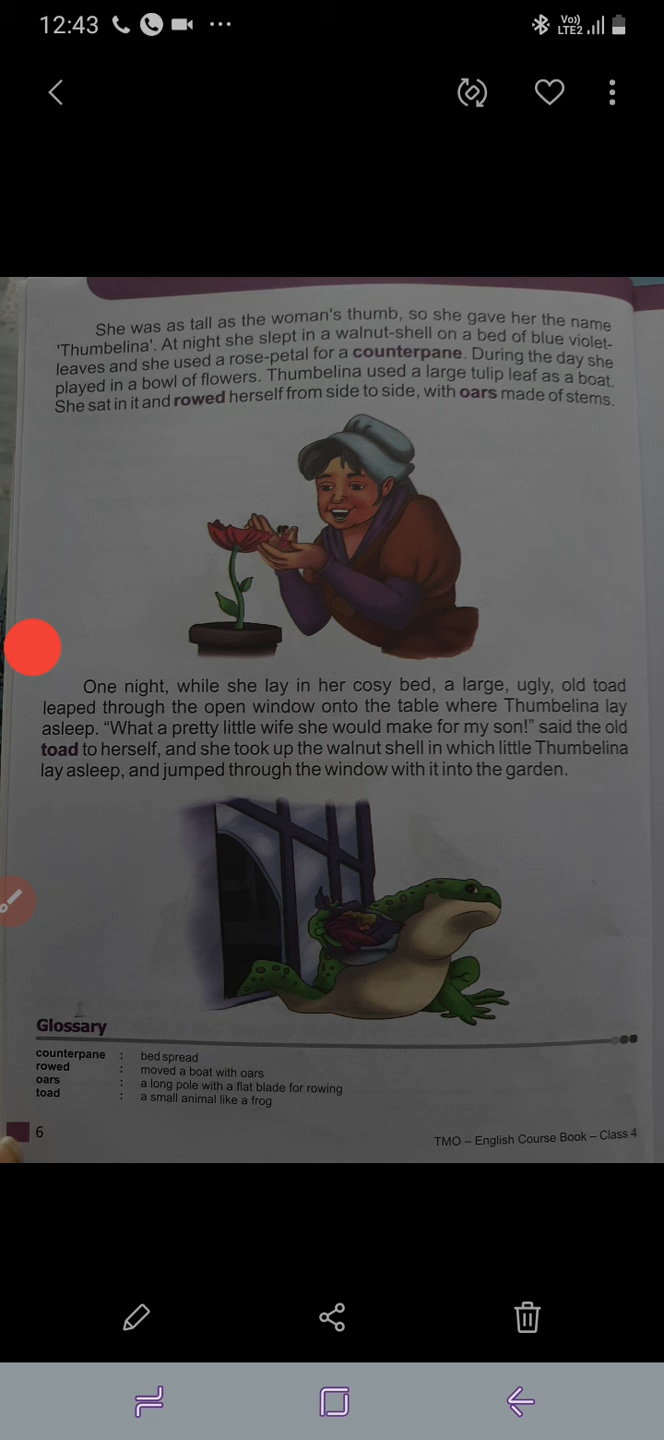 12:43
Vo))
LTE2
She was as tall as the woman's thumb, so she gave her the name
'Thumbelina'. At night she slept in a walnut-shell on a bed of blue violet-
leaves and she used a rose-petal for a counterpane. During the day she
played in a bowl of flowers. Thumbelina used a large tulip leaf as a boat.
She sat in it and rowed herself from side to side, with oars made of stems.
One night, while she lay in her cosy bed, a large, ugly, old toad
leaped through the open window onto the table where Thumbelina lay
asleep. “What a pretty little wife she would make for my son!” said the old
toad to herself, and she took up the walnut shell in which little Thumbelina
lay asleep, and jumped through the window with it into the garden.
Glossary
counterpane : bed spread
rowed : moved a boat with oars
oars : a long pole with a flat blade for rowing
toad : a small animal like a frog
6
TMO – English Course Book – Class 4